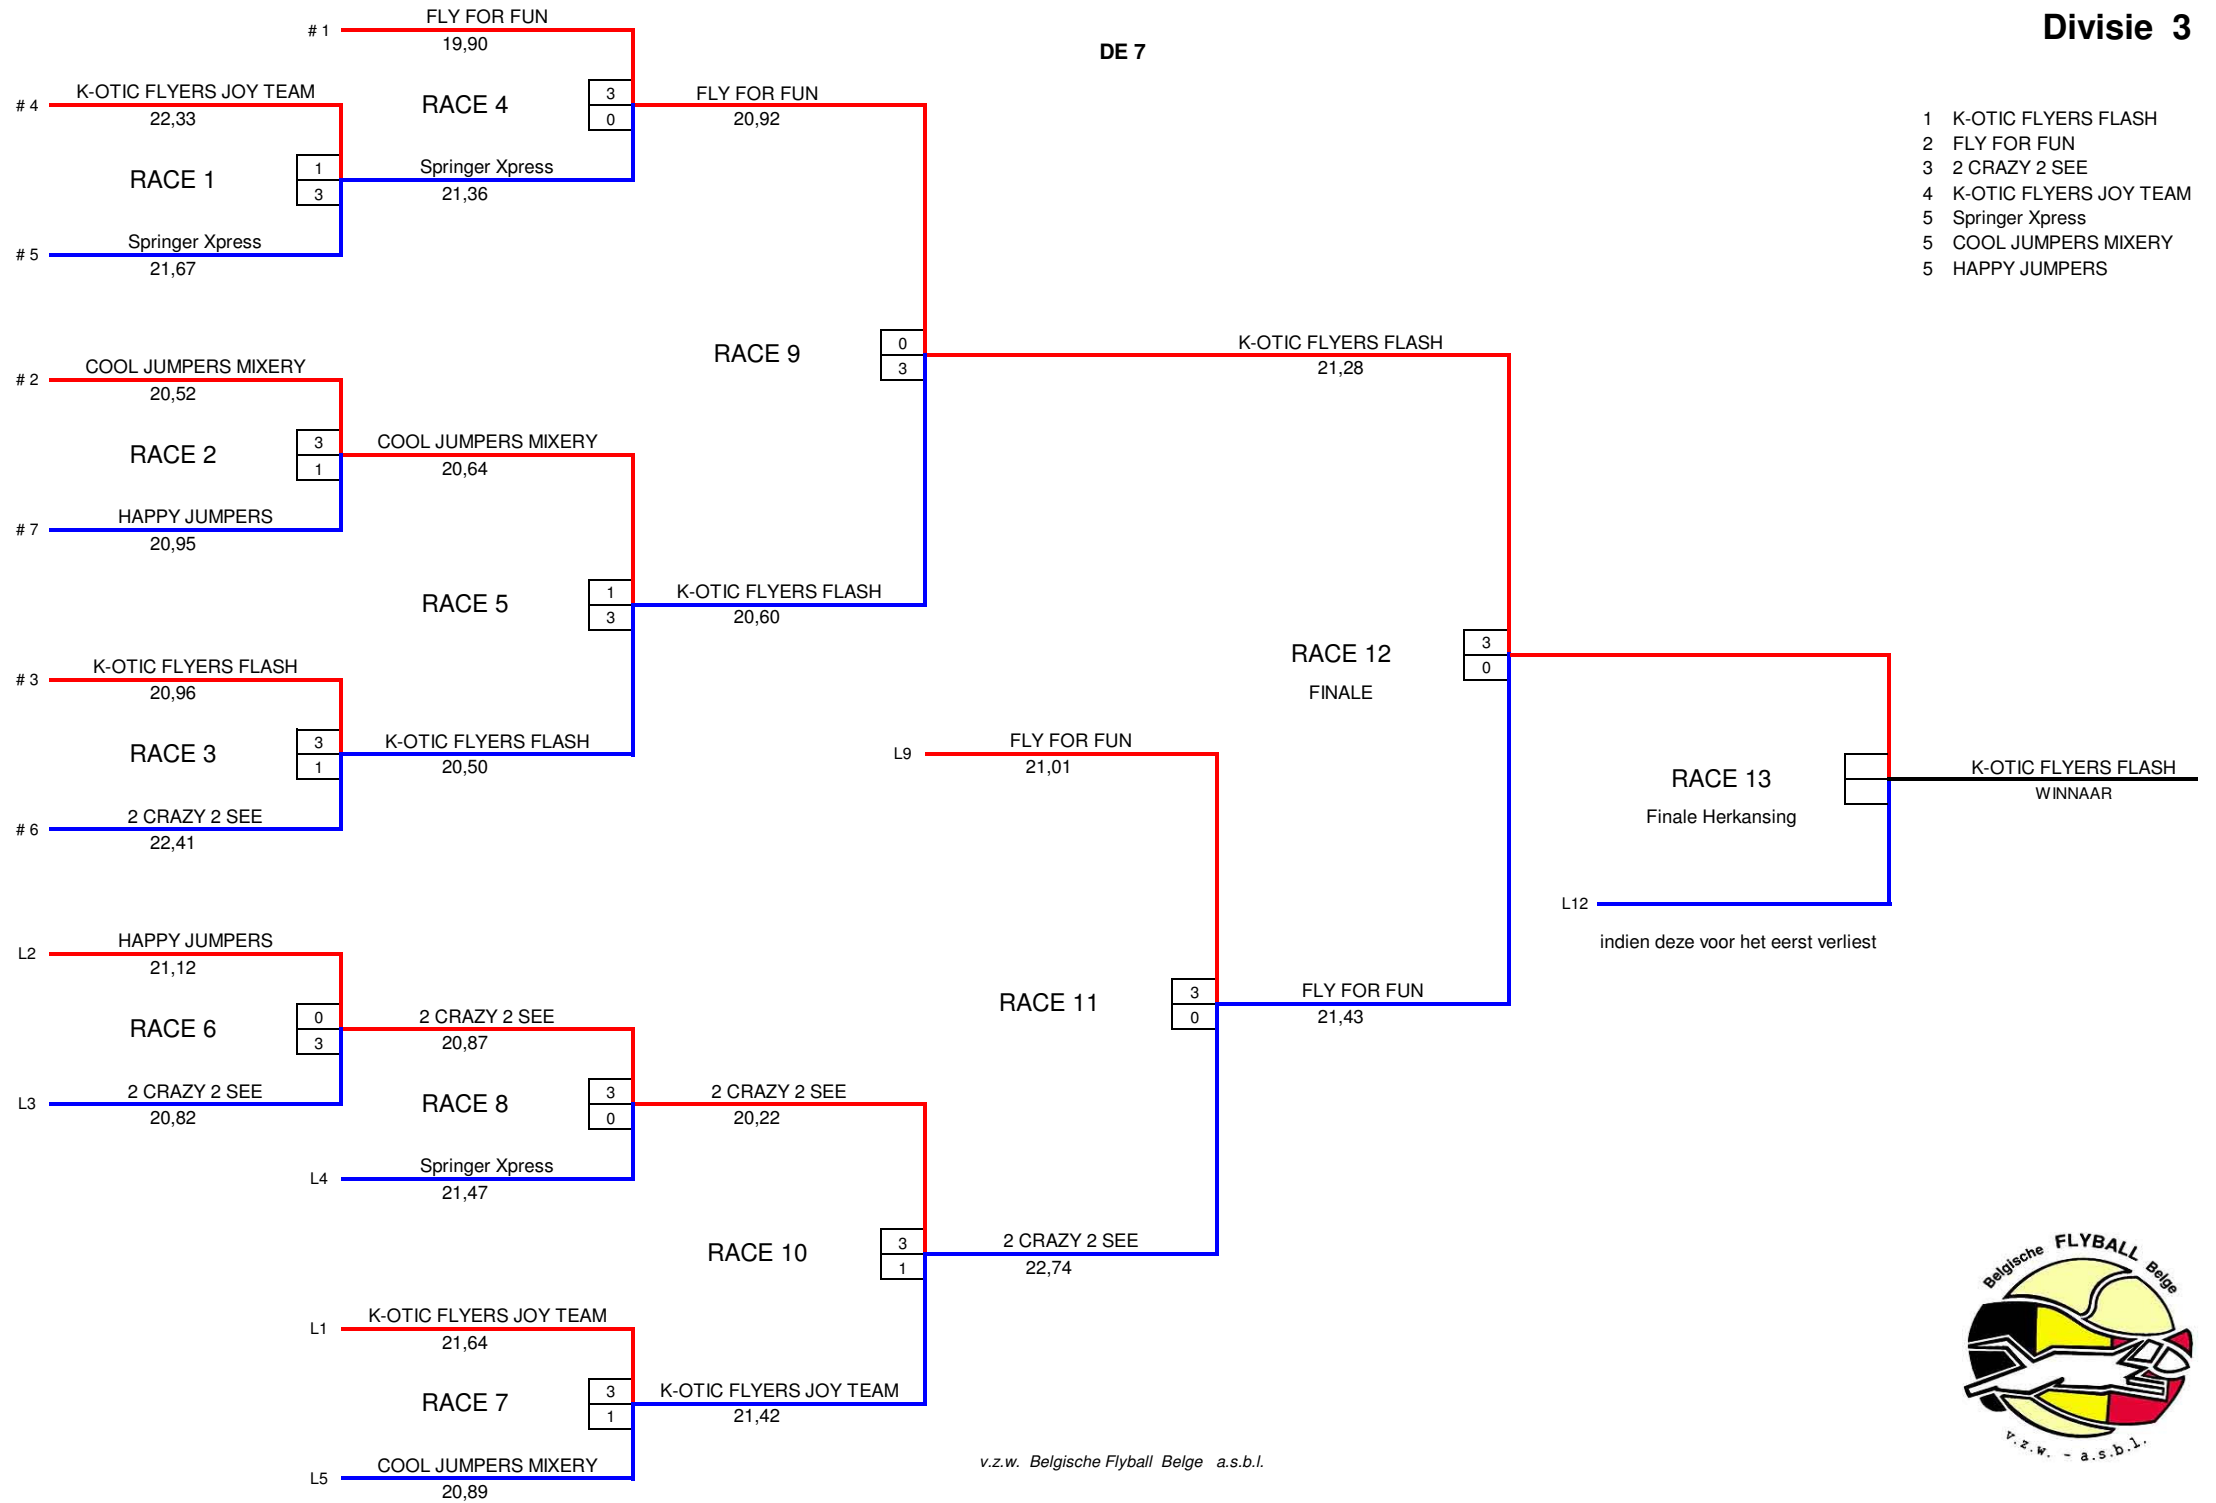 Divisie 3
DE 7
1 K-OTIC FLYERS FLASH
2 FLY FOR FUN
3 2 CRAZY 2 SEE
4 K-OTIC FLYERS JOY TEAM
5 Springer Xpress
5 COOL JUMPERS MIXERY
5 HAPPY JUMPERS
# 1
FLY FOR FUN
19,90
# 4
K-OTIC FLYERS JOY TEAM
22,33
RACE 1
1
3
# 5
Springer Xpress
21,67
RACE 4
3
0
Springer Xpress
21,36
FLY FOR FUN
20,92
# 2
COOL JUMPERS MIXERY
20,52
RACE 2
3
1
# 7
HAPPY JUMPERS
20,95
COOL JUMPERS MIXERY
20,64
RACE 5
1
3
# 3
K-OTIC FLYERS FLASH
20,96
RACE 3
3
1
# 6
2 CRAZY 2 SEE
22,41
K-OTIC FLYERS FLASH
20,50
K-OTIC FLYERS FLASH
20,60
RACE 9
0
3
K-OTIC FLYERS FLASH
21,28
RACE 12
FINALE
3
0
L9
FLY FOR FUN
21,01
RACE 11
3
0
FLY FOR FUN
21,43
RACE 13
Finale Herkansing
K-OTIC FLYERS FLASH
WINNAAR
L12
indien deze voor het eerst verliest
L2
HAPPY JUMPERS
21,12
RACE 6
0
3
L3
2 CRAZY 2 SEE
20,82
2 CRAZY 2 SEE
20,87
RACE 8
3
0
L4
Springer Xpress
21,47
2 CRAZY 2 SEE
20,22
RACE 10
3
1
2 CRAZY 2 SEE
22,74
L1
K-OTIC FLYERS JOY TEAM
21,64
RACE 7
3
1
L5
COOL JUMPERS MIXERY
20,89
K-OTIC FLYERS JOY TEAM
21,42
v.z.w. Belgische Flyball Belge a.s.b.l.
Belgische FLYBALL Belge
v.z.w. - a.s.b.l.